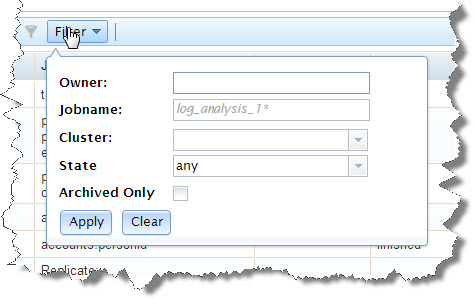 Filter
Owner:
Jobname:
log_analysis_1*
Cluster:
State
any
Archived Only
Apply
Clear
accounts.personid
finished
Replicate